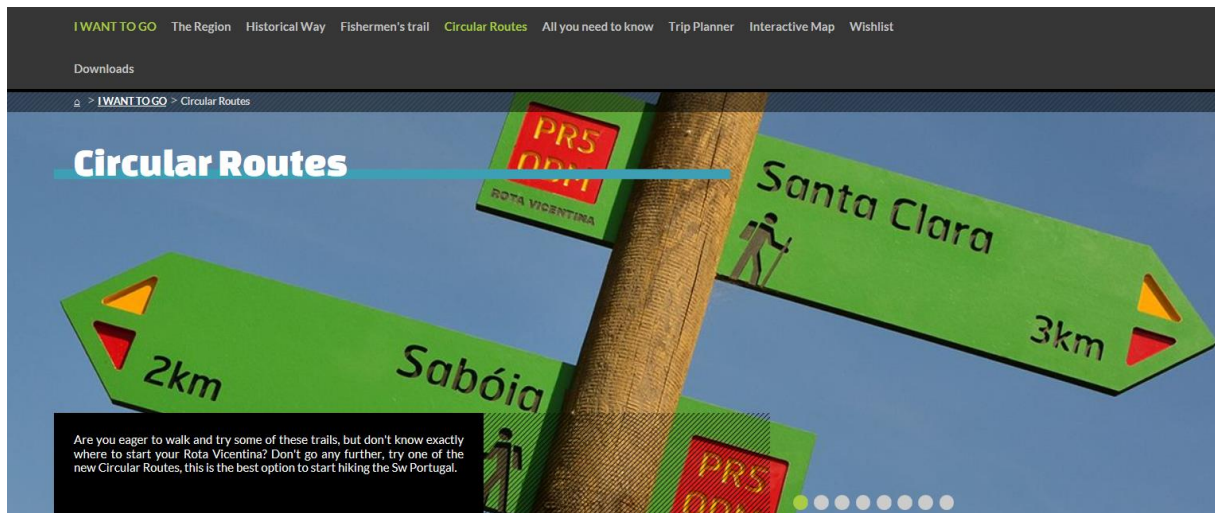 I WANT TO GO The Region Historical Way Fishermen's trail Circular Routes All you need to know Trip Planner Interactive Map Wishlist
Downloads
> I WANT TO GO > Circular Routes
Circular Routes
PR5
ODM
ROTA VICENTINA
Santa Clara
3km
Sabóia
2km
Are you eager to walk and try some of these trails, but don't know exactly
where to start your Rota Vicentina? Don't go any further, try one of the
new Circular Routes, this is the best option to start hiking the Sw Portugal.
PR5
ODM